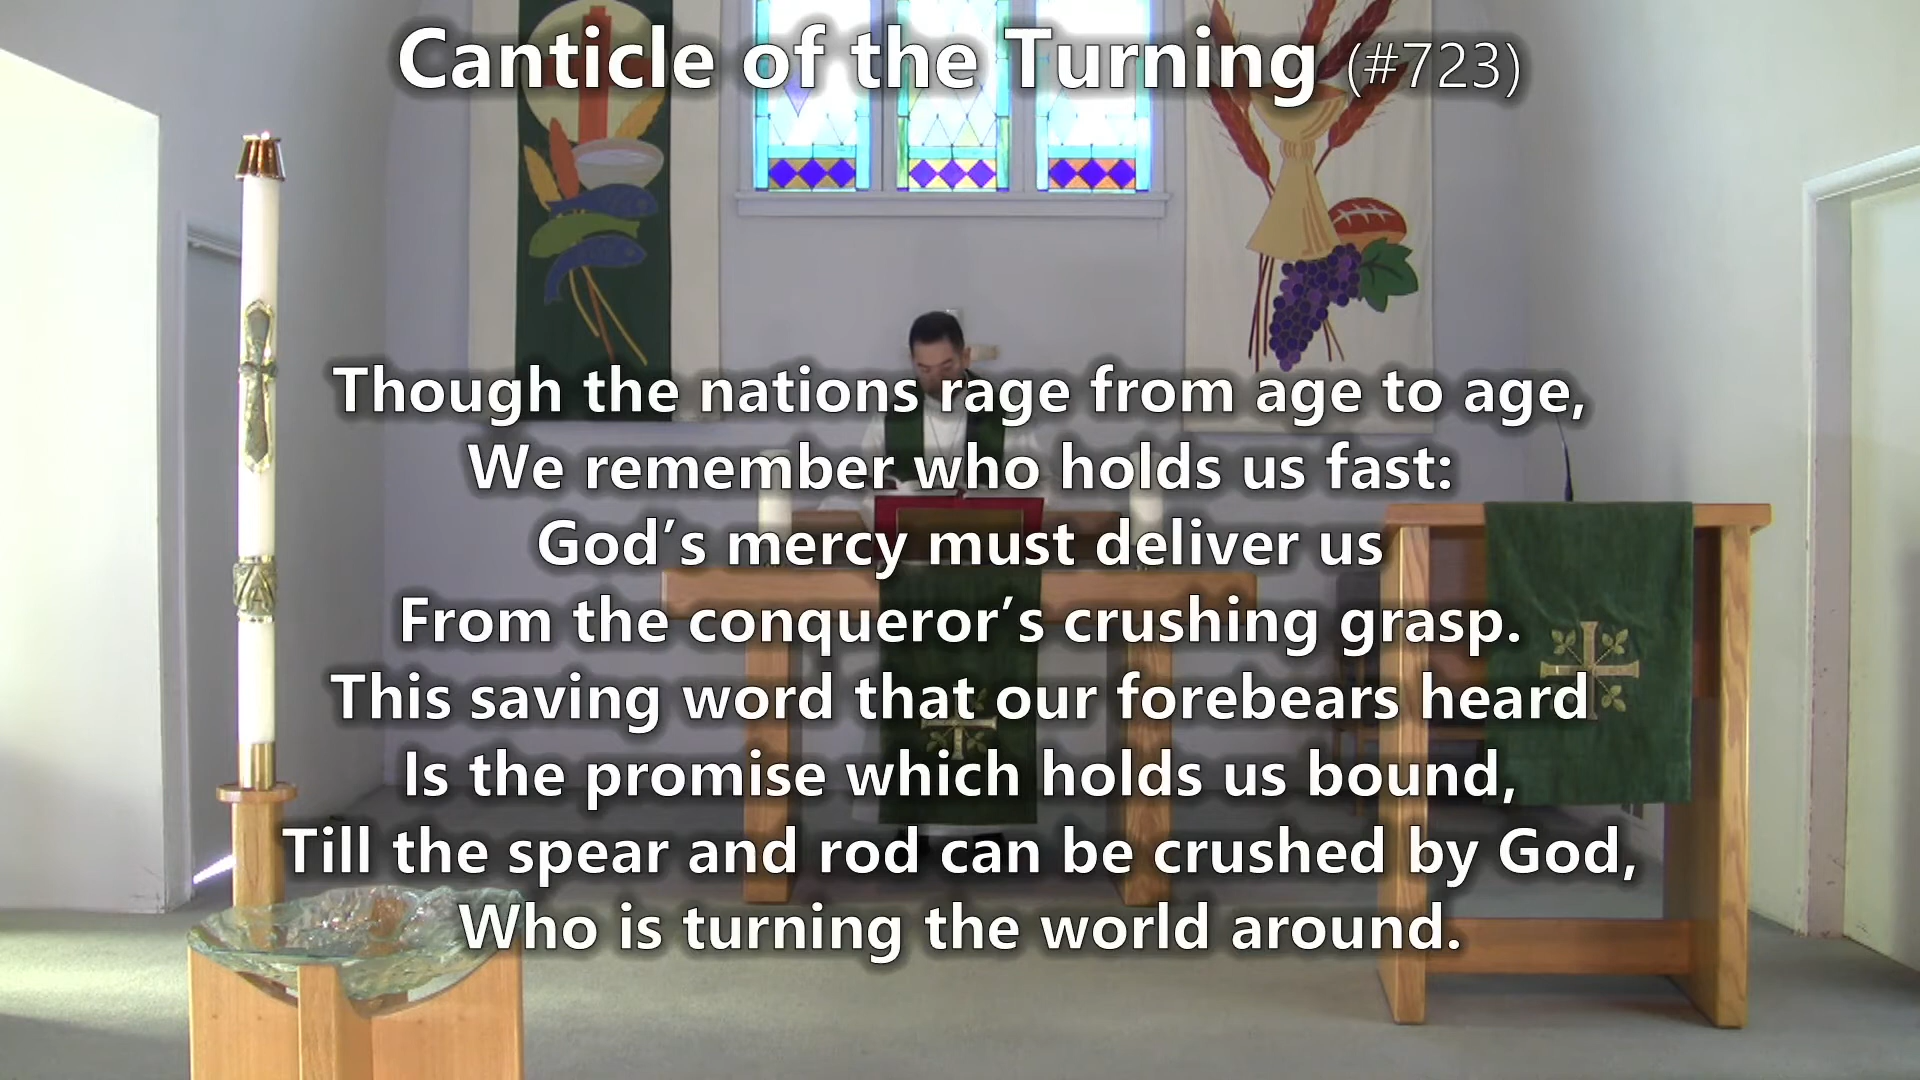 Canticle of the Turning (#723)
Though the nations rage from age to age,
We remember who holds us fast:
God’s mercy must deliver us
From the conqueror’s crushing grasp.
This saving word that our forebears heard
Is the promise which holds us bound,
Till the spear and rod can be crushed by God,
Who is turning the world around.